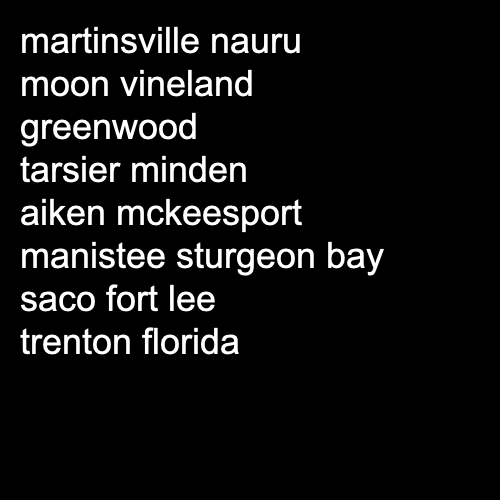 martinsville nauru
moon vineland
greenwood
tarsier minden
aiken mckeesport
manistee sturgeon bay
saco fort lee
trenton florida